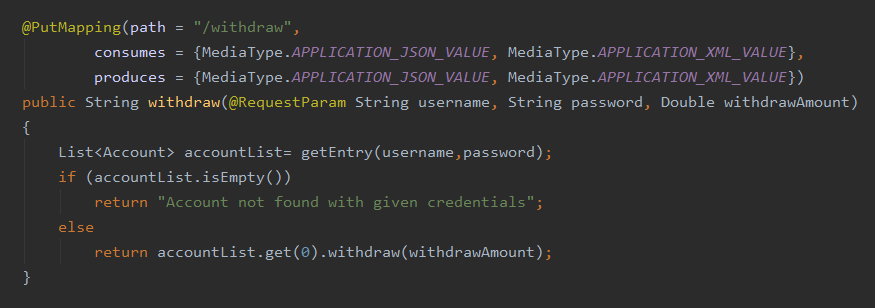 @PutMapping(path = "/withdraw",
        consumes = {MediaType.APPLICATION_JSON_VALUE, MediaType.APPLICATION_XML_VALUE},
        produces = {MediaType.APPLICATION_JSON_VALUE, MediaType.APPLICATION_XML_VALUE})
public String withdraw(@RequestParam String username, String password, Double withdrawAmount)
{
    List<Account> accountList= getEntry(username,password);
    if (accountList.isEmpty())
        return "Account not found with given credentials";
    else
        return accountList.get(0).withdraw(withdrawAmount);
}